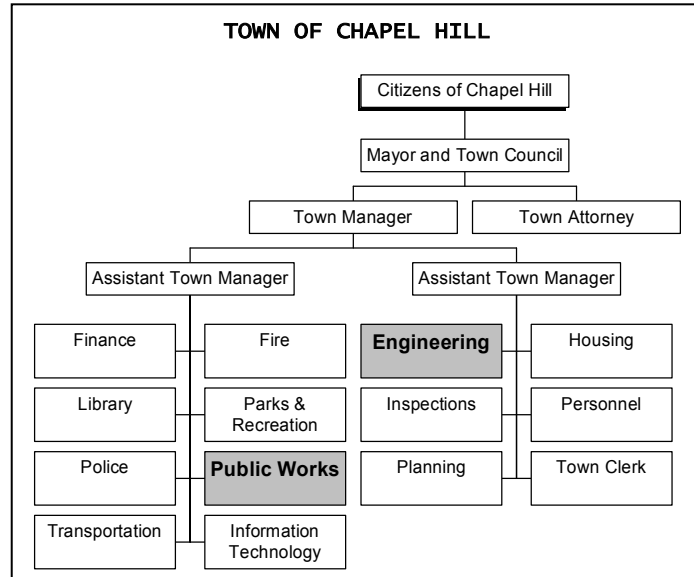 TOWN OF CHAPEL HILL
Citizens of Chapel Hill
Mayor and Town Council
Town Manager
Town Attorney
Assistant Town Manager
Assistant Town Manager
Finance
Fire
Engineering
Housing
Library
Parks &
Recreation
Inspections
Personnel
Police
Public Works
Planning
Town Clerk
Transportation
Information
Technology